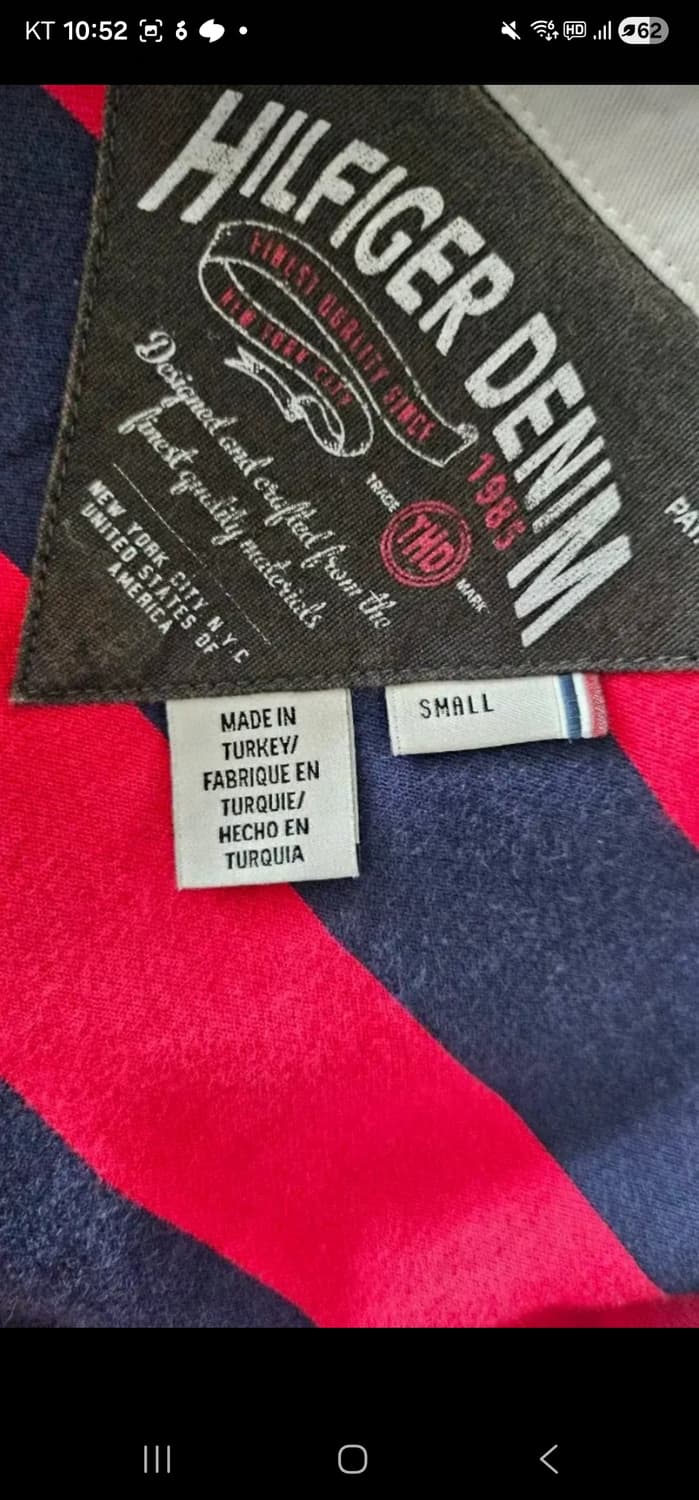 KT 10:52
HD
62
HILFIGER DENIM
FINEST QUALITY SINCE
1985
NEW YORK CITY
Designed and crafted from the
finest quality materials
TRADE
THD
MARK
NEW YORK CITY N.Y.C
UNITED STATES OF
AMERICA
SMALL
MADE IN
TURKEY/
FABRIQUE EN
TURQUIE/
HECHO EN
TURQUIA